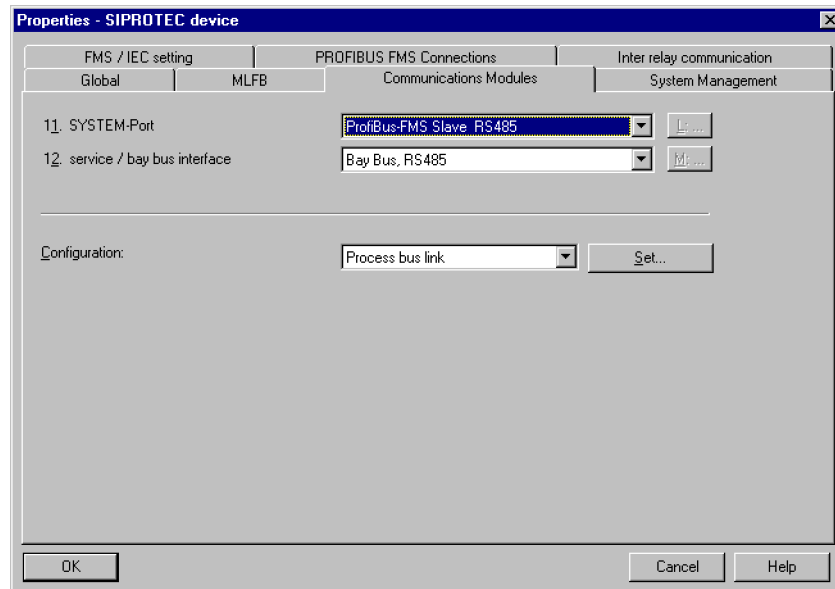 Properties - SIPROTEC device
FMS / IEC setting PROFIBUS FMS Connections Inter relay communication
Global MLFB Communications Modules System Management
11. SYSTEM-Port ProfiBus-FMS Slave RS485 L: ...
12. service / bay bus interface Bay Bus, RS485 M: ...
Configuration: Process bus link Set...
OK Cancel Help